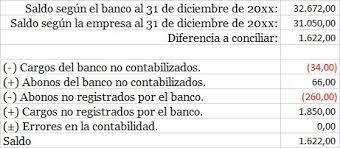 Saldo según el banco al 31 de diciembre de 20xx: 32.672,00
Saldo según la empresa al 31 de diciembre de 20xx: 31.050,00
Diferencia a conciliar: 1.622,00
(-) Cargos del banco no contabilizados. (34,00)
(+) Abonos del banco no contabilizados. 66,00
(-) Abonos no registrados por el banco. (260,00)
(+) Cargos no registrados por el banco. 1.850,00
(±) Errores en la contabilidad. 0,00
Saldo 1.622,00